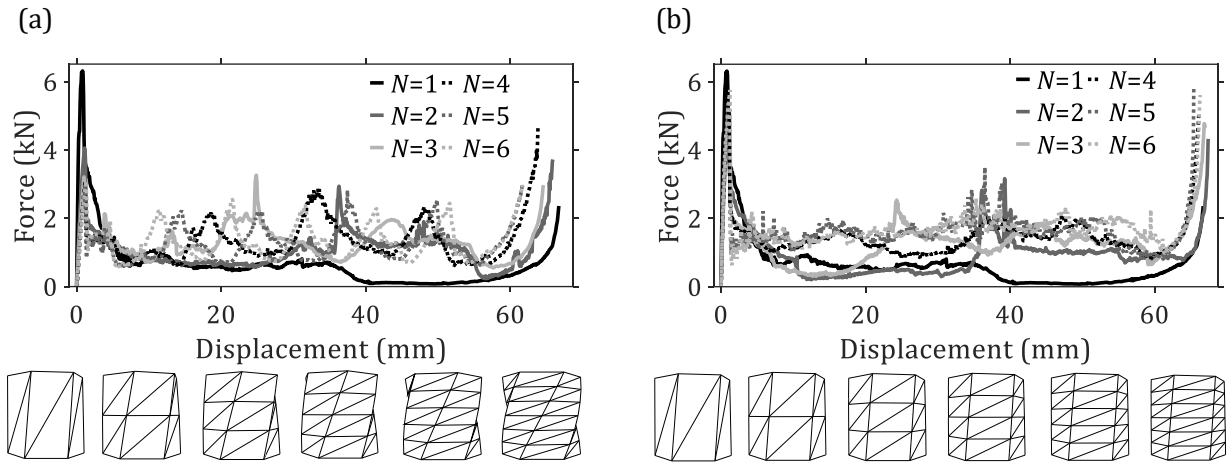 (a)
Force (kN)
6
4
2
0
N=1 N=4
N=2 N=5
N=3 N=6
0 20 40 60
Displacement (mm)
(b)
Force (kN)
6
4
2
0
N=1 N=4
N=2 N=5
N=3 N=6
0 20 40 60
Displacement (mm)